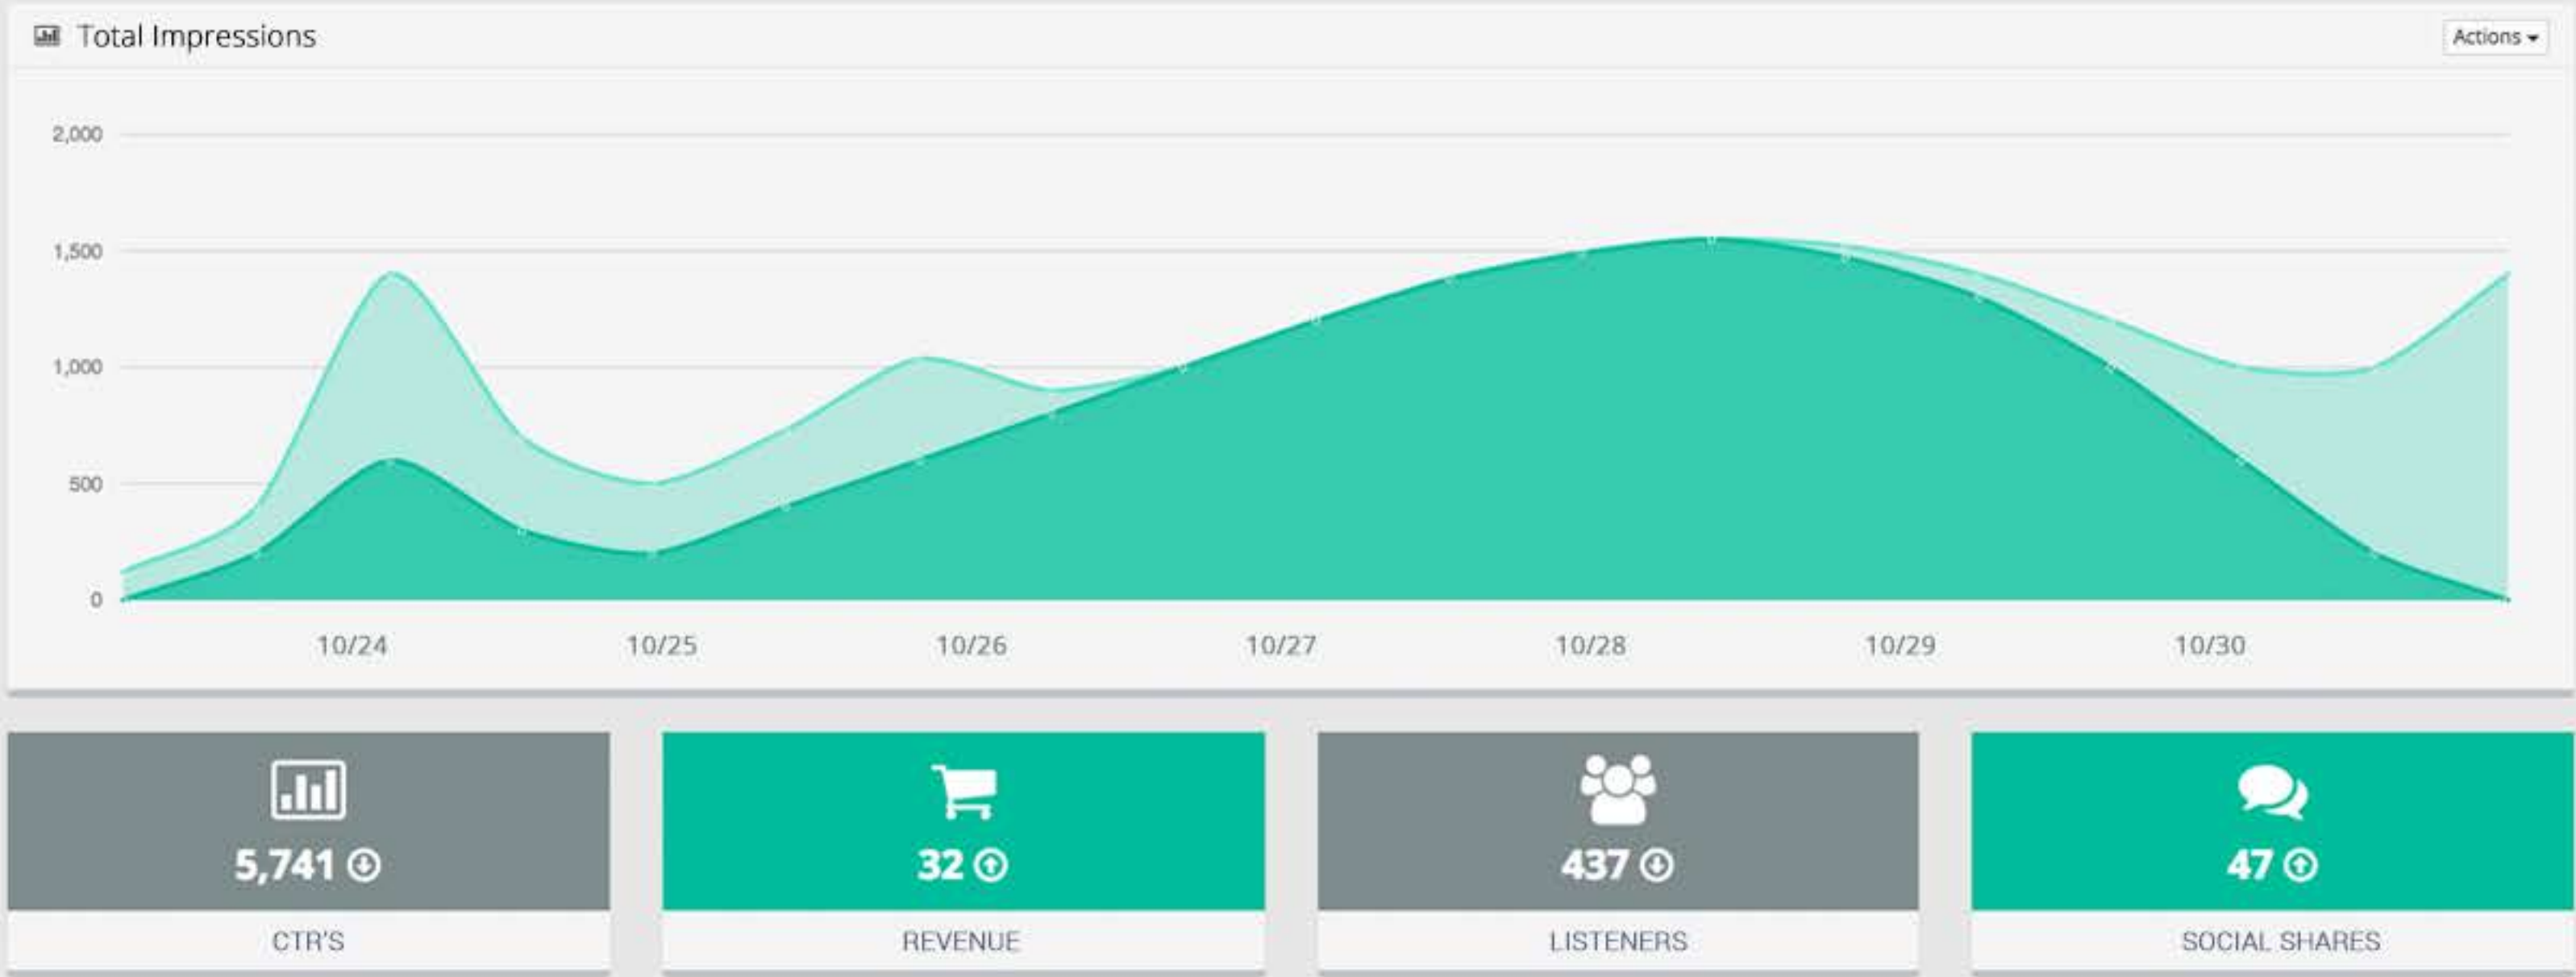 Total Impressions
Actions
2,000
1,500
1,000
500
0
10/24 10/25 10/26 10/27 10/28 10/29 10/30
5,741 32 437 47
CTR'S REVENUE LISTENERS SOCIAL SHARES